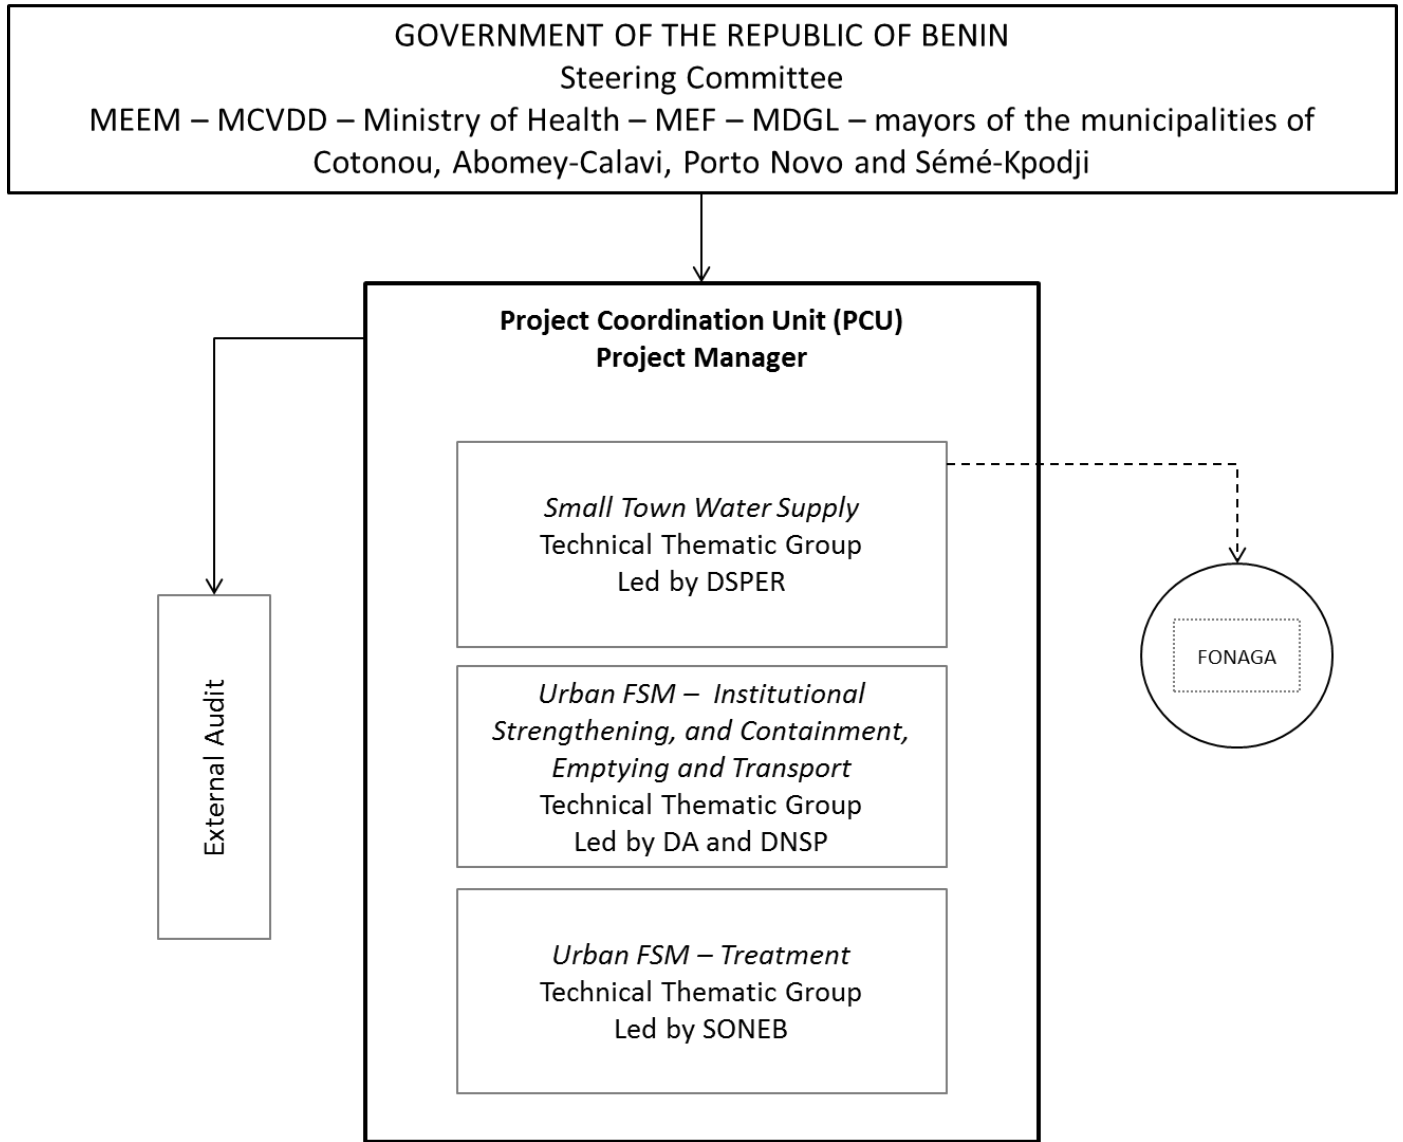 GOVERNMENT OF THE REPUBLIC OF BENIN
Steering Committee
MEEM – MCVDD – Ministry of Health – MEF – MDGL – mayors of the municipalities of
Cotonou, Abomey-Calavi, Porto Novo and Sémé-Kpodji
Project Coordination Unit (PCU)
Project Manager
Small Town Water Supply
Technical Thematic Group
Led by DSPER
FONAGA
External Audit
Urban FSM – Institutional
Strengthening, and Containment,
Emptying and Transport
Technical Thematic Group
Led by DA and DNSP
Urban FSM – Treatment
Technical Thematic Group
Led by SONEB